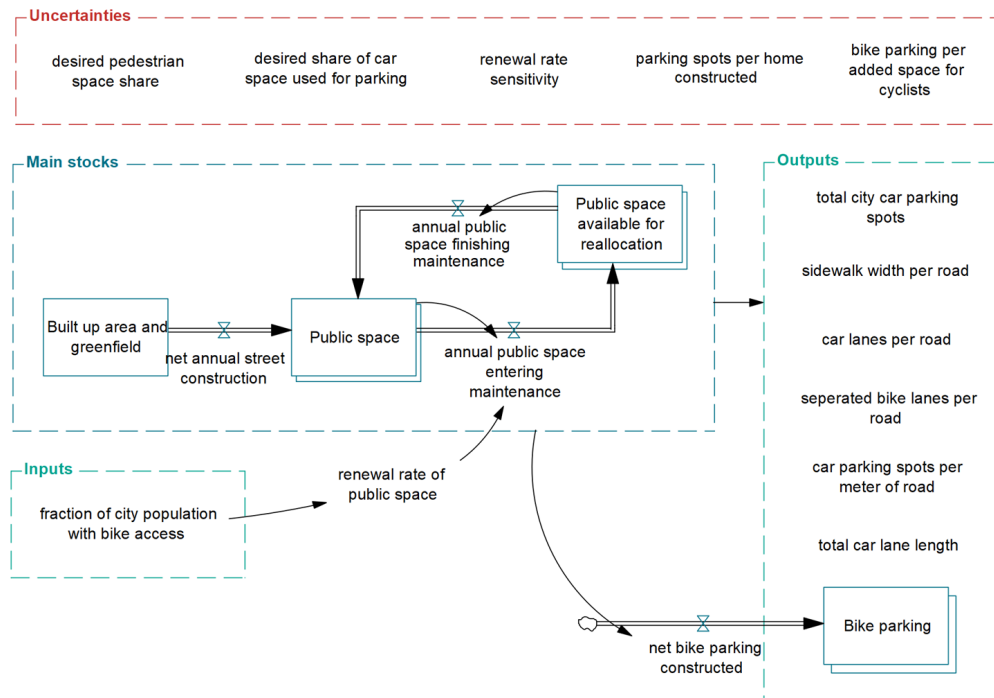 Uncertainties
desired pedestrian
space share
desired share of car
space used for parking
renewal rate
sensitivity
parking spots per home
constructed
bike parking per
added space for
cyclists
Main stocks
Public space
available for
reallocation
annual public
space finishing
maintenance
Built up area and
greenfield
net annual street
construction
Public space
annual public space
entering
maintenance
Inputs
fraction of city population
with bike access
renewal rate of
public space
Outputs
total city car parking
spots
sidewalk width per road
car lanes per road
seperated bike lanes per
road
car parking spots per
meter of road
total car lane length
Bike parking
net bike parking
constructed